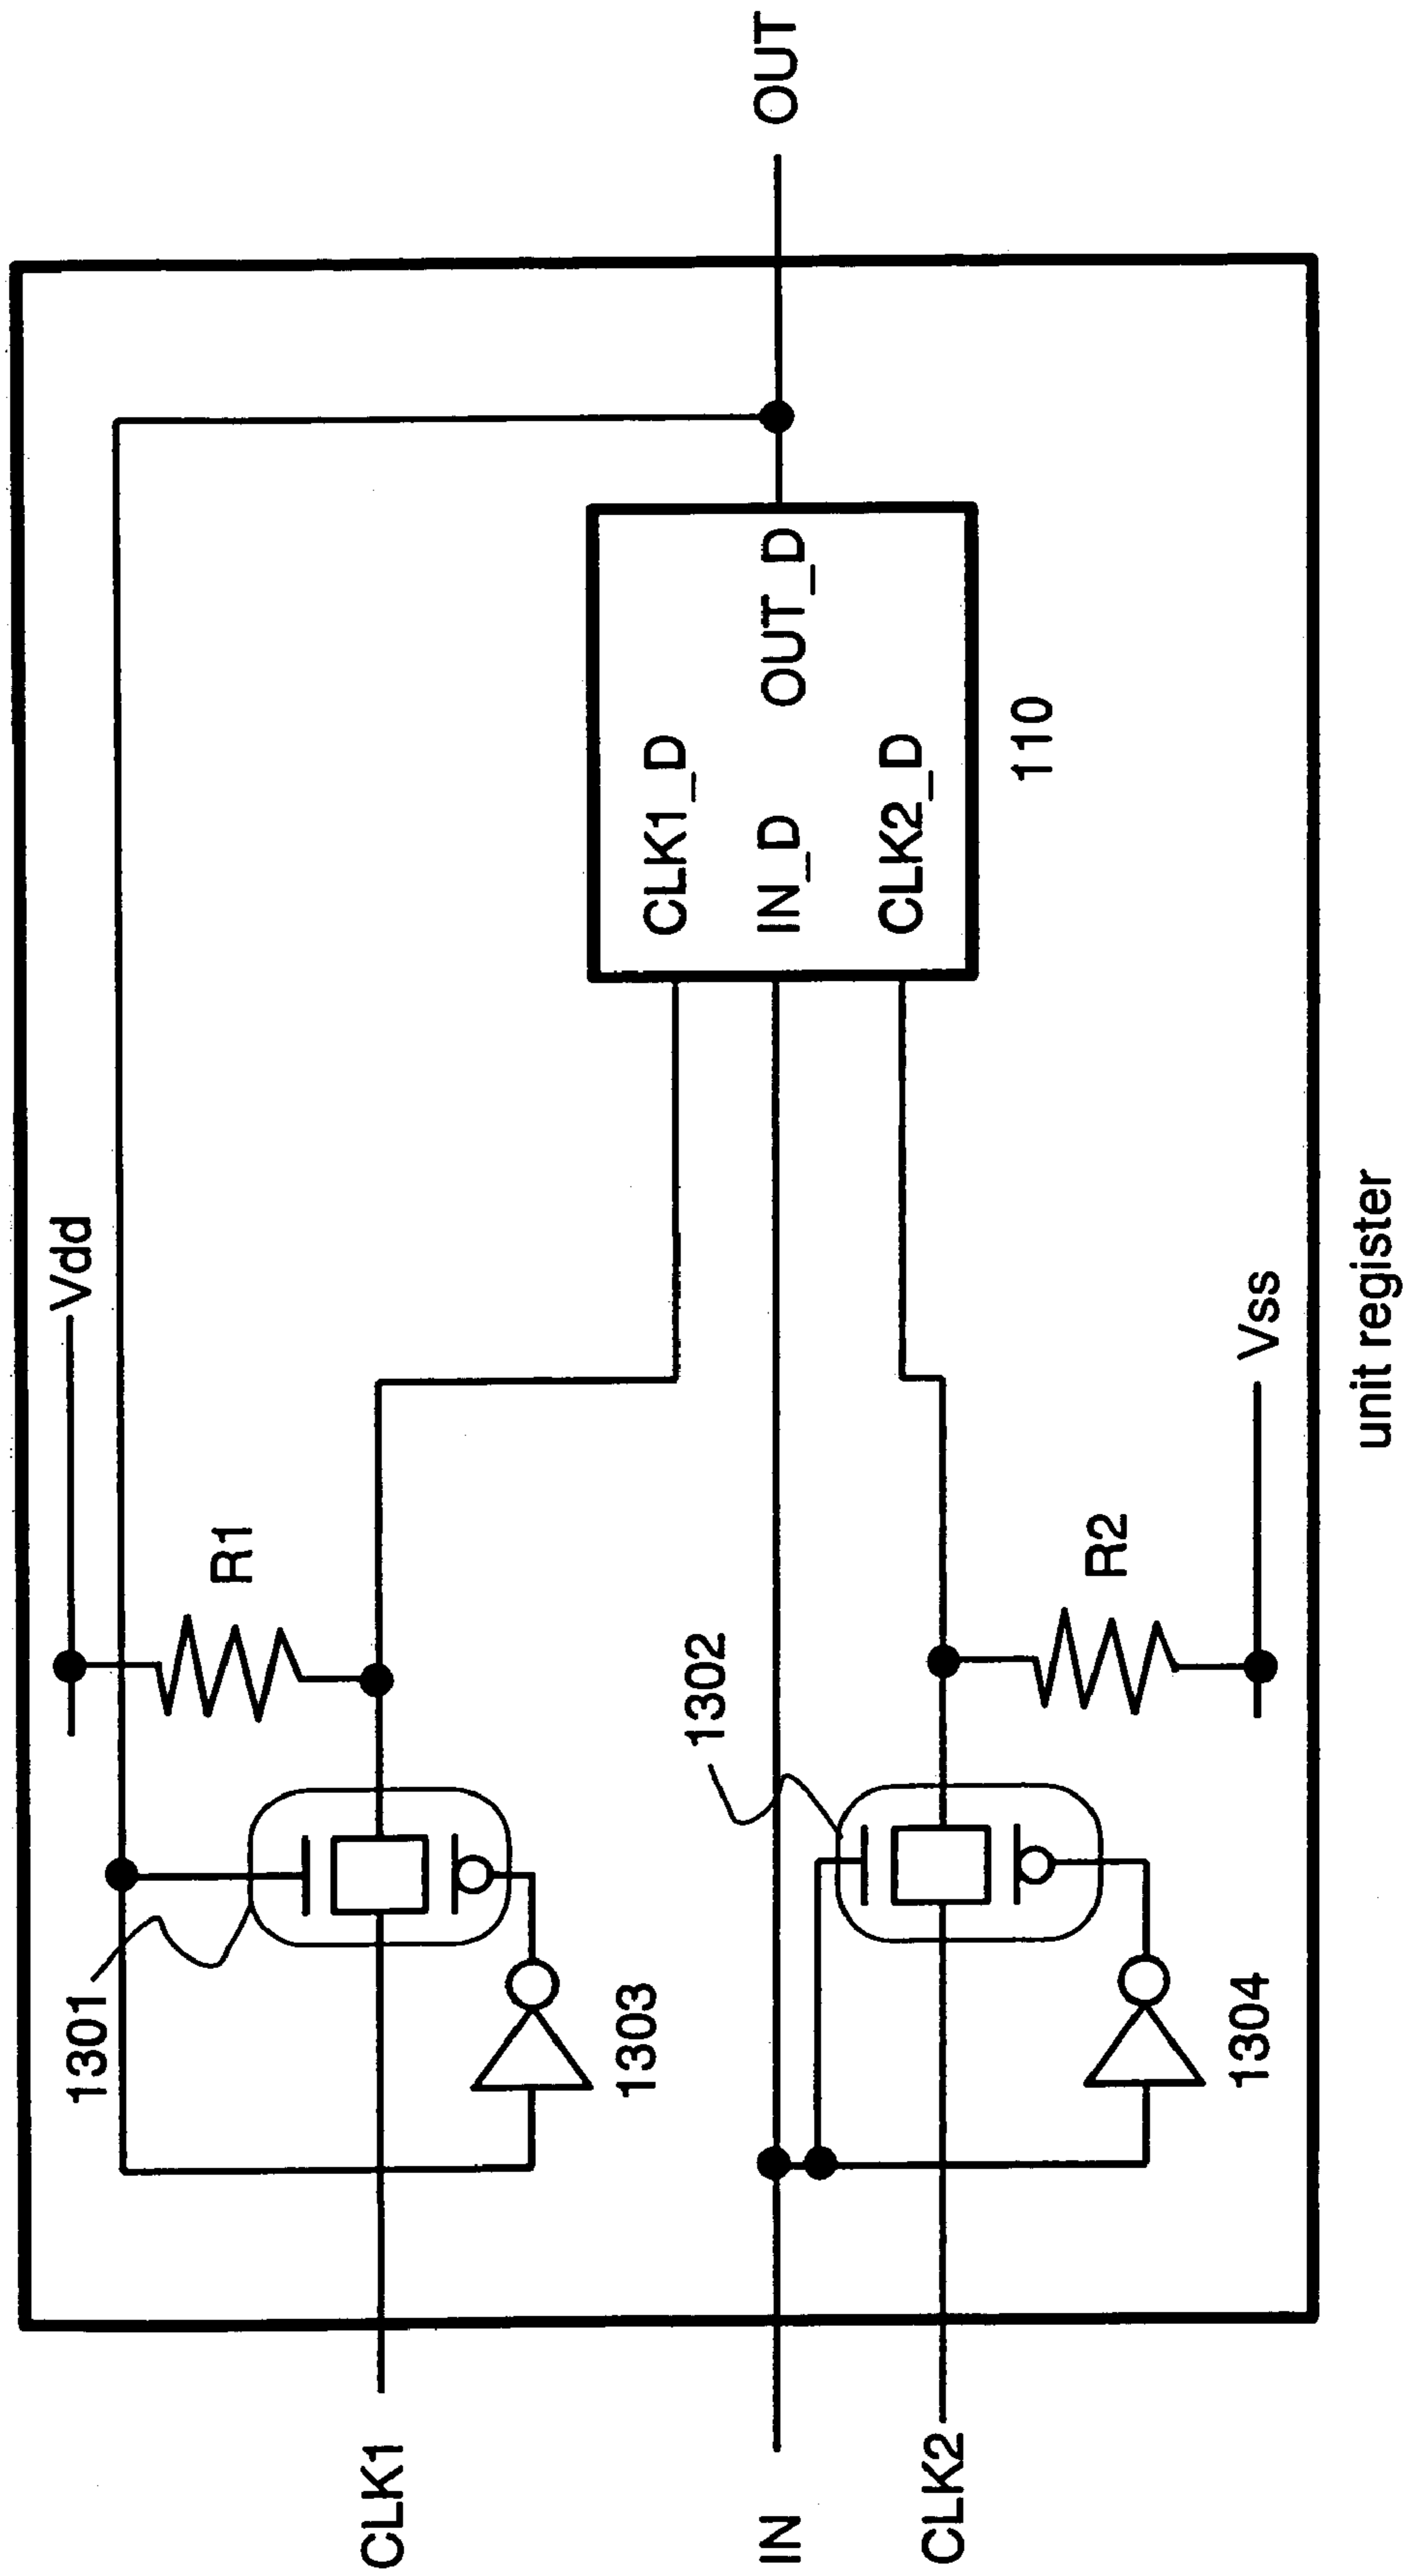 Vdd
1301
R1
CLK1
1303
CLK1_D
IN
1302
IN_D
OUT_D
OUT
CLK2
CLK2_D
110
R2
1304
Vss
unit register